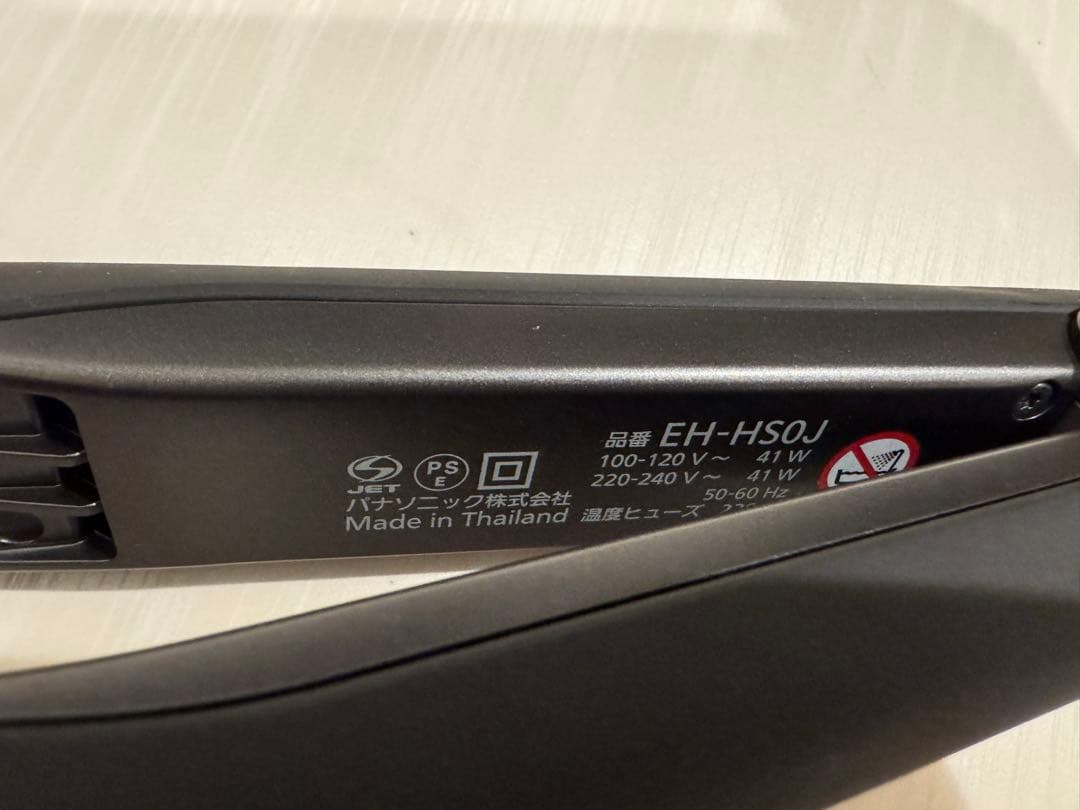 品番 EH-HS0J
100-120 V～ 41 W
220-240 V～ 41 W
50-60 Hz
JET
PS
E
パナソニック株式会社
Made in Thailand
温度ヒューズ